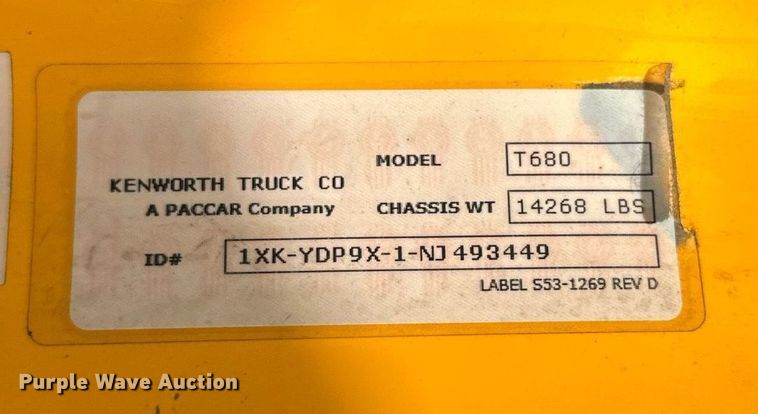 MODEL T680
KENWORTH TRUCK CO
A PACCAR Company
CHASSIS WT 14268 LBS
ID# 1XK-YDP9X-1-NJ493449
LABEL S53-1269 REV D
Purple Wave Auction